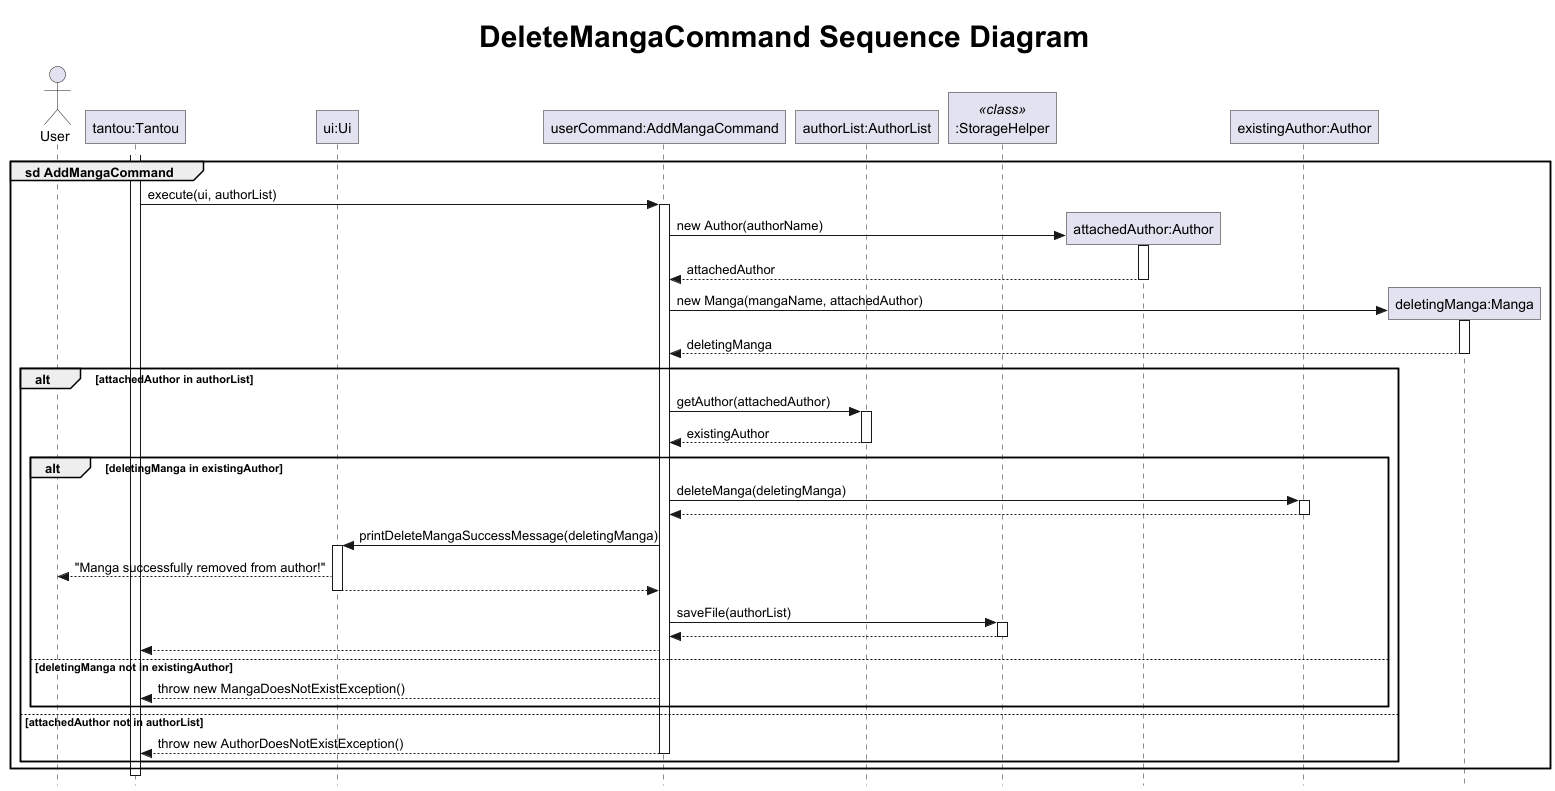 DeleteMangaCommand Sequence Diagram
User
tantou:Tantou
ui:Ui
userCommand:AddMangaCommand
authorList:AuthorList
«class»
:StorageHelper
existingAuthor:Author
sd AddMangaCommand
execute(ui, authorList)
new Author(authorName)
attachedAuthor:Author
attachedAuthor
new Manga(mangaName, attachedAuthor)
deletingManga:Manga
deletingManga
alt
[attachedAuthor in authorList]
getAuthor(attachedAuthor)
existingAuthor
alt
[deletingManga in existingAuthor]
deleteManga(deletingManga)
printDeleteMangaSuccessMessage(deletingManga)
"Manga successfully removed from author!"
saveFile(authorList)
[deletingManga not in existingAuthor]
throw new MangaDoesNotExistException()
[attachedAuthor not in authorList]
throw new AuthorDoesNotExistException()